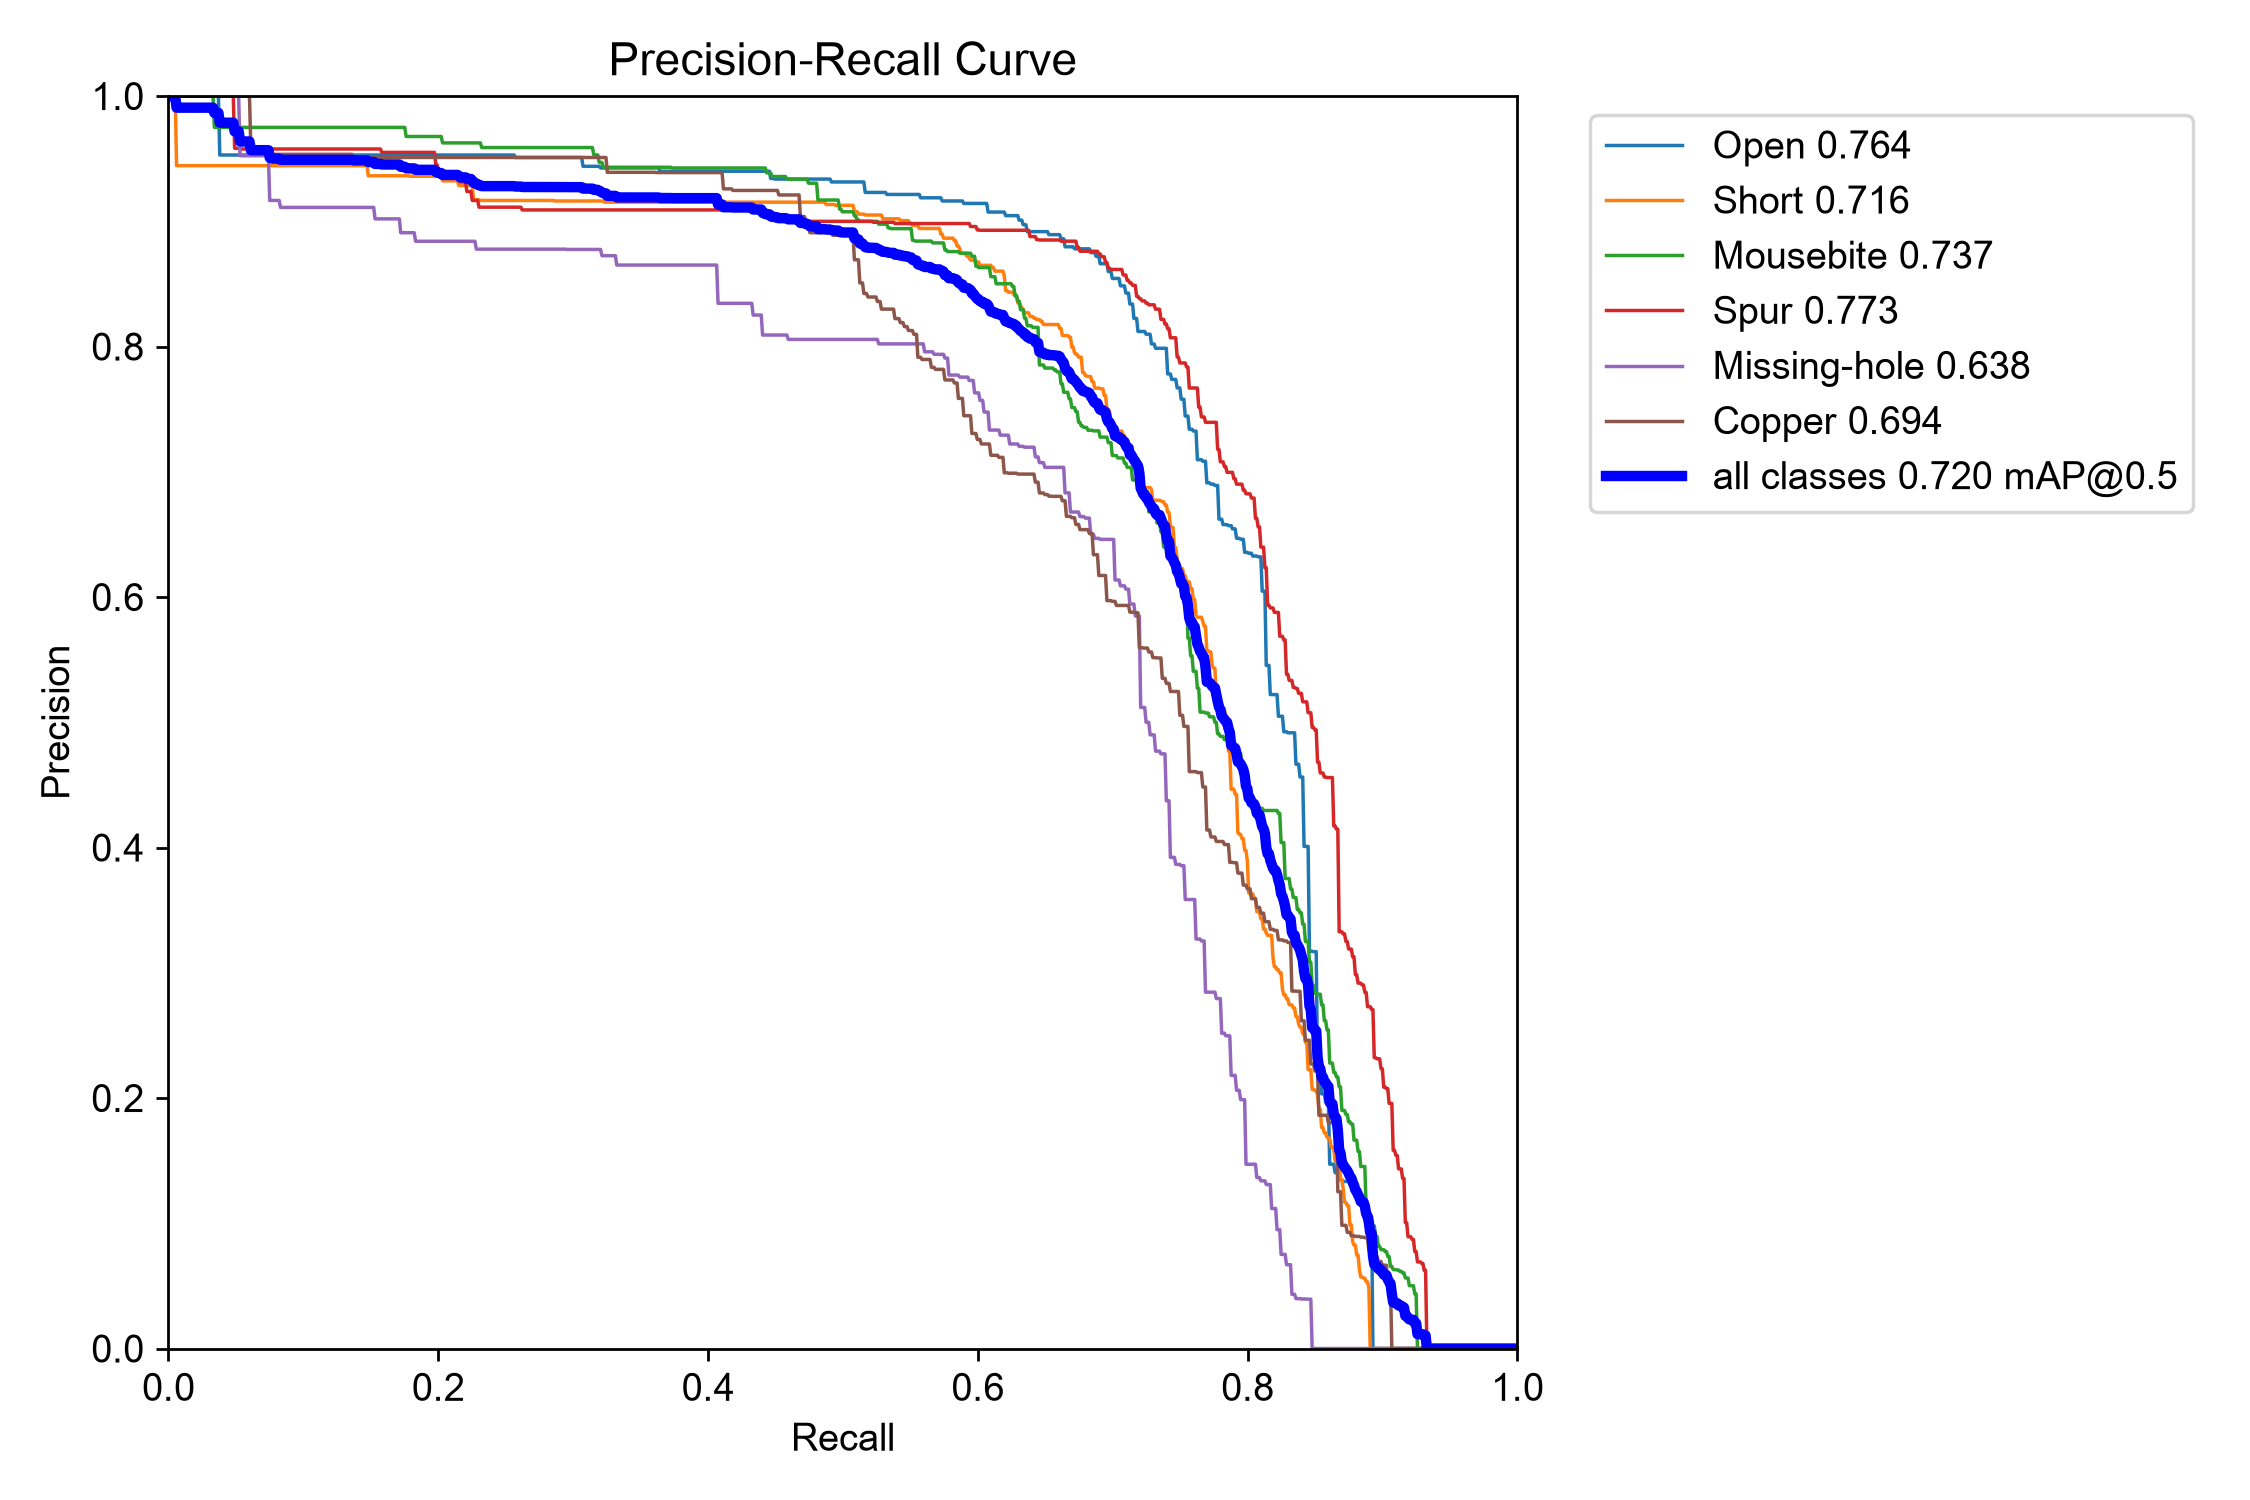 Precision-Recall Curve
1.0
0.8
0.6
0.4
0.2
0.0
Precision
0.0 0.2 0.4 0.6 0.8 1.0
Recall
Open 0.764
Short 0.716
Mousebite 0.737
Spur 0.773
Missing-hole 0.638
Copper 0.694
all classes 0.720 mAP@0.5